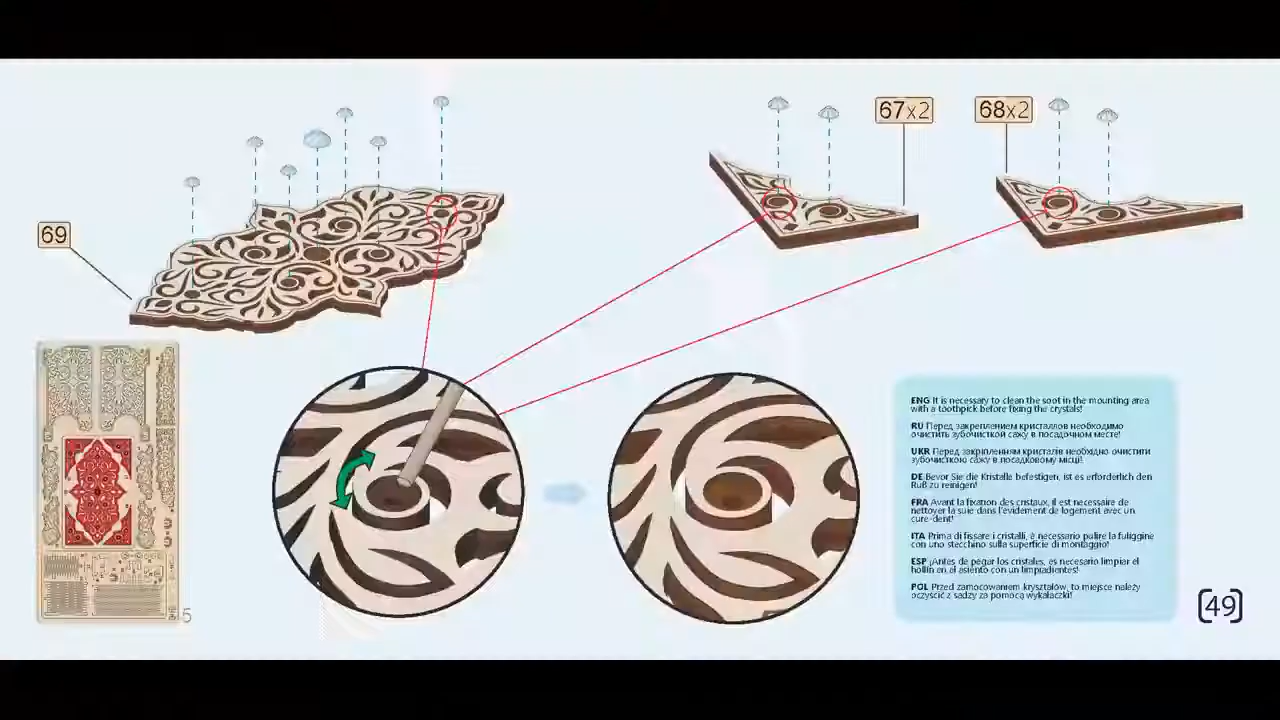 67x2
68x2
69
ENG It is necessary to clean the soot in the mounting area
with a toothpick before fixing the crystals!
RU Перед закреплением кристаллов необходимо
очистить зубочисткой сажу в посадочном месте!
UKR Перед закріпленням кристалів необхідно очистити
зубочисткою сажу в посадковому місці!
DE Bevor Sie die Kristalle befestigen, ist es erforderlich den
Ruß zu reinigen!
FRA Avant la fixation des cristaux, il est necessaire de
nettoyer la suie dans l'évidement de logement avec un
cure-dent!
ITA Prima di fissare i cristalli, è necessario pulire la fuliggine
con uno stecchino sulla superficie di montaggio!
ESP ¡Antes de pegar los cristales, es necesario limpiar el
hollín en el asiento con un limpiadientes!
POL Przed zamocowaniem kryształów, to miejsce należy
oczyścić z sadzy za pomocą wykałaczki!
5
[49]